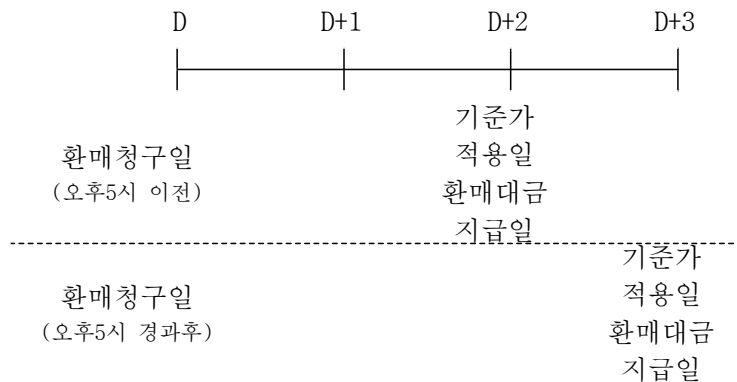 D D+1 D+2 D+3
기준가
적용일
환매청구일
(오후5시 이전)
환매대금
지급일
기준가
적용일
환매청구일
(오후5시 경과후)
환매대금
지급일